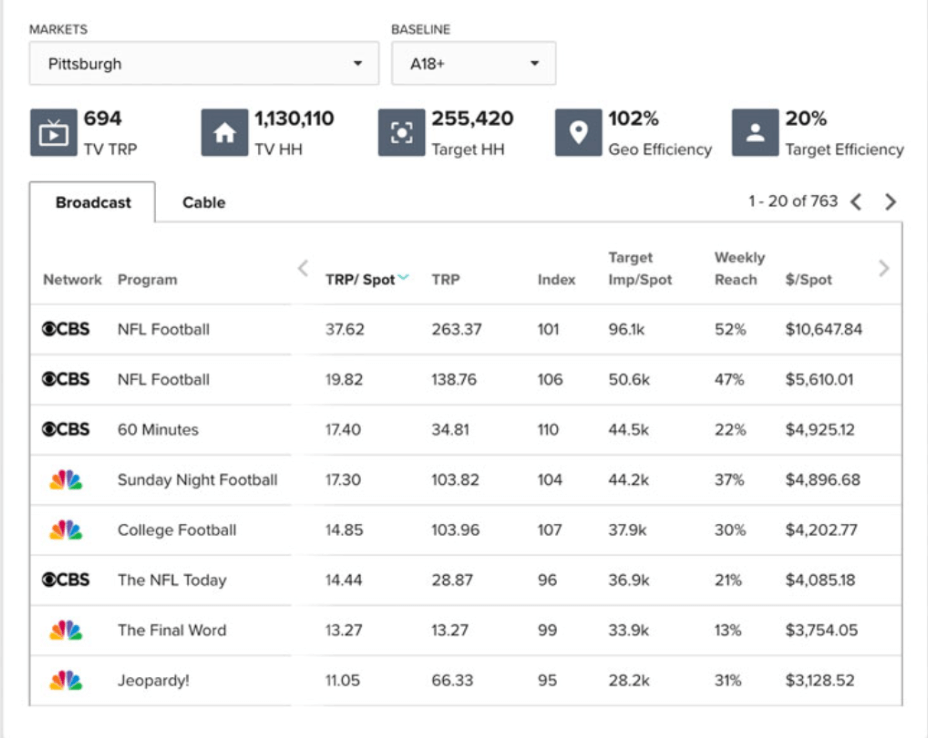 MARKETS BASELINE
Pittsburgh A18+
694 1,130,110 255,420 102% 20%
TV TRP TV HH Target HH Geo Efficiency Target Efficiency
Broadcast Cable 1 - 20 of 763
Target Weekly
Network Program TRP/ Spot TRP Index Imp/Spot Reach $/Spot
CBS NFL Football 37.62 263.37 101 96.1k 52% $10,647.84
CBS NFL Football 19.82 138.76 106 50.6k 47% $5,610.01
CBS 60 Minutes 17.40 34.81 110 44.5k 22% $4,925.12
Sunday Night Football 17.30 103.82 104 44.2k 37% $4,896.68
College Football 14.85 103.96 107 37.9k 30% $4,202.77
CBS The NFL Today 14.44 28.87 96 36.9k 21% $4,085.18
The Final Word 13.27 13.27 99 33.9k 13% $3,754.05
Jeopardy! 11.05 66.33 95 28.2k 31% $3,128.52